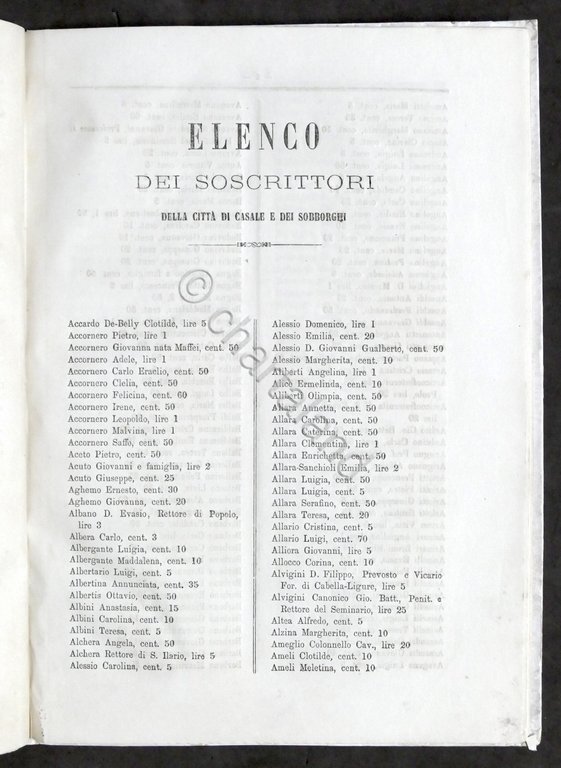 ELENCO
DEI SOSCRITTORI
DELLA CITTÀ DI CASALE E DEI SOBBORGHI
Accardo De-Belly Clotilde, lire 5
Accornero Pietro, lire 1
Accornero Giovanna nata Maffei, cent. 50
Accornero Adele, lire 1
Accornero Carlo Eraclio, cent. 50
Accornero Clelia, cent. 50
Accornero Felicina, cent. 60
Accornero Irene, cent. 50
Accornero Leopoldo, lire 1
Accornero Malvina, lire 1
Accornero Saffo, cent. 50
Aceto Pietro, cent. 50
Acuto Giovanni e famiglia, lire 2
Acuto Giuseppe, cent. 25
Aghemo Ernesto, cent. 30
Aghemo Giovanna, cent. 20
Albano D. Evasio, Rettore di Popolo,
lire 3
Albera Carlo, cent. 3
Albergante Luigia, cent. 10
Albergante Maddalena, cent. 10
Albertario Luigi, cent. 5
Albertina Annunciata, cent. 35
Albertis Ottavio, cent. 50
Albini Anastasia, cent. 15
Albini Carolina, cent. 10
Albini Teresa, cent. 5
Alchera Angela, cent. 50
Alchera Rettore di S. Ilario, lire 5
Alessio Carolina, cent. 5
Alessio Domenico, lire 1
Alessio Emilia, cent. 20
Alessio D. Giovanni Gualberto, cent. 50
Alessio Margherita, cent. 10
Aliberti Angelina, lire 1
Alice Ermelinda, cent. 10
Aliberti Olimpia, cent. 50
Allara Annetta, cent. 50
Allara Carolina, cent. 50
Allara Caterina, cent. 50
Allara Clementina, lire 1
Allara Enrichetta, cent. 50
Allara-Sanchioli Emilia, lire 2
Allara Luigia, cent. 50
Allara Luigia, cent. 5
Allara Serafino, cent. 50
Allara Teresa, cent. 20
Allario Cristina, cent. 5
Allario Luigi, cent. 70
Alliora Giovanni, lire 5
Allocco Corina, cent. 10
Alvigini D. Filippo, Prevosto e Vicario
For. di Cabella-Ligure, lire 5
Alvigini Canonico Gio. Batt., Penit. e
Rettore del Seminario, lire 25
Altea Alfredo, cent. 5
Alzina Margherita, cent. 10
Ameglio Colonnello Cav., lire 20
Ameli Clotilde, cent. 10
Ameli Meletina, cent. 10